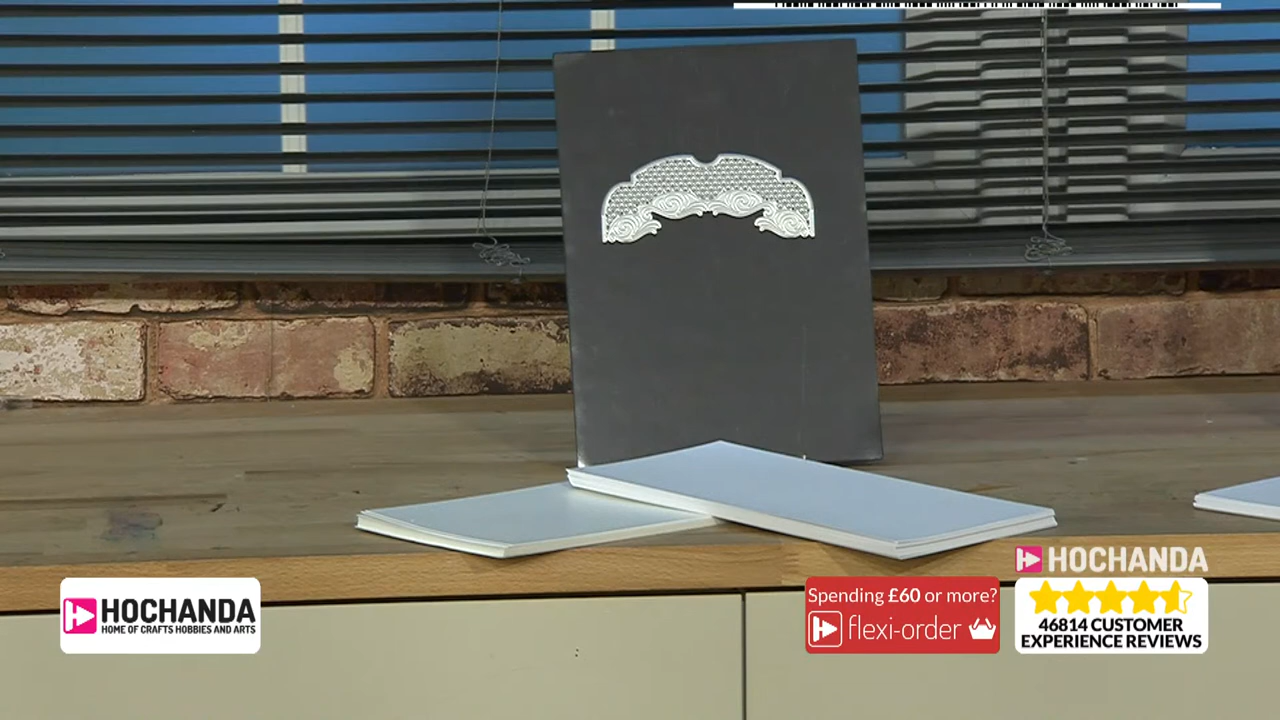 HOCHANDA
HOME OF CRAFTS HOBBIES AND ARTS
Spending £60 or more?
flexi-order
HOCHANDA
46814 CUSTOMER
EXPERIENCE REVIEWS